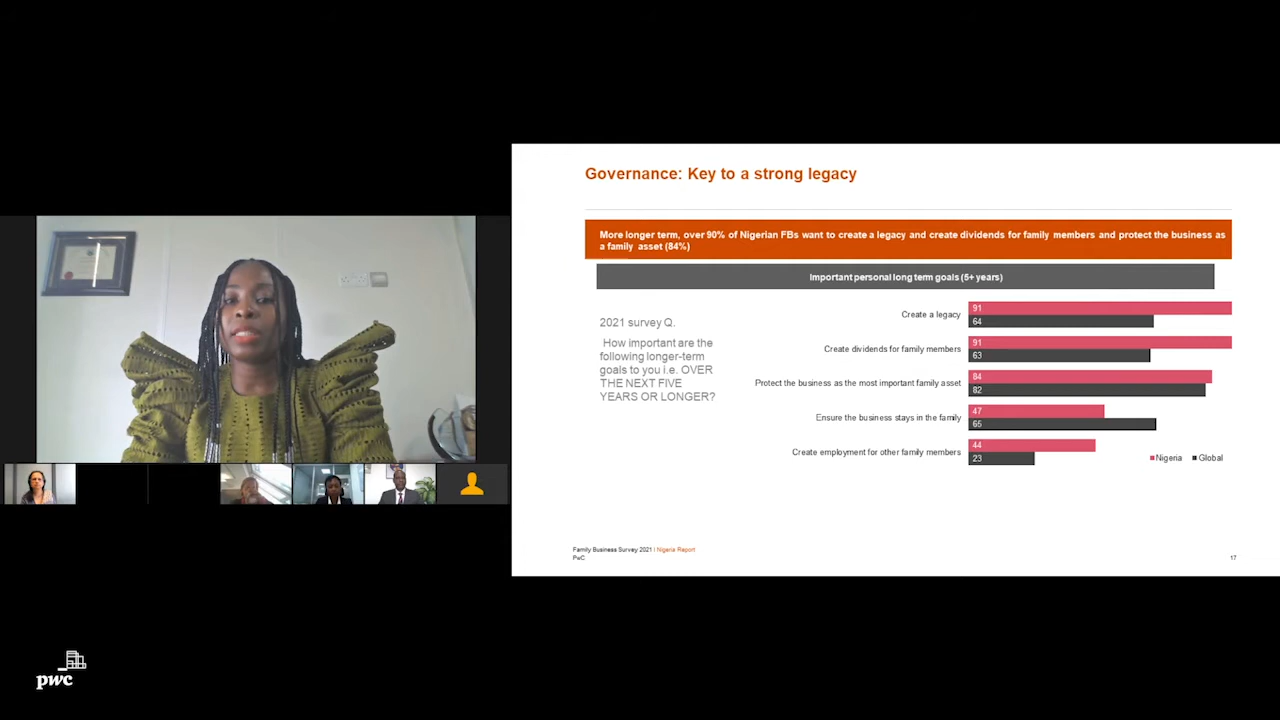 Governance: Key to a strong legacy
More longer term, over 90% of Nigerian FBs want to create a legacy and create dividends for family members and protect the business as
a family asset (84%)
Important personal long term goals (5+ years)
2021 survey Q.
How important are the
following longer-term
goals to you i.e. OVER
THE NEXT FIVE
YEARS OR LONGER?
Create a legacy
91
64
Create dividends for family members
91
63
Protect the business as the most important family asset
84
82
Ensure the business stays in the family
47
65
Create employment for other family members
44
23
Nigeria Global
Family Business Survey 2021 | Nigeria Report
PwC
17
pwc